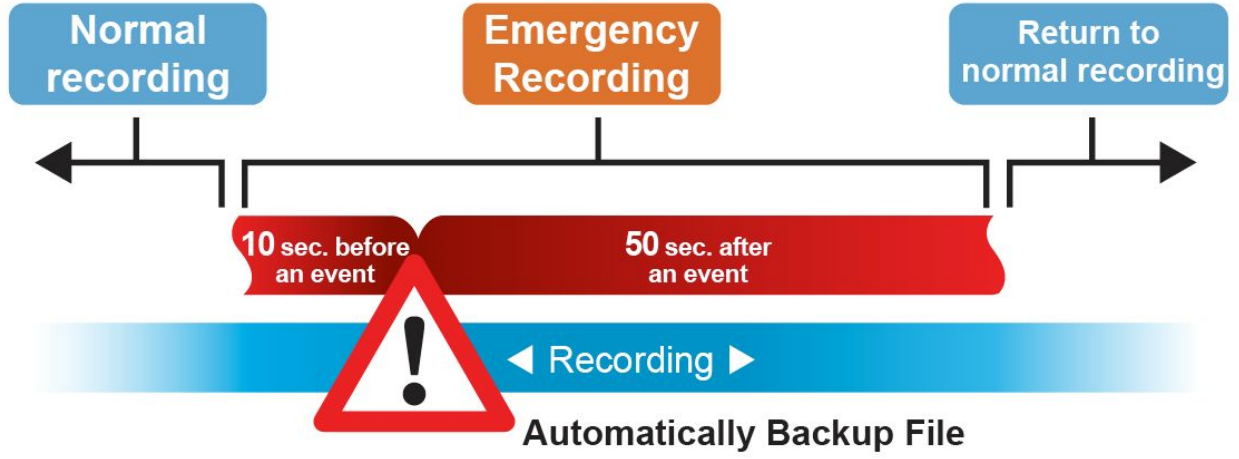 Normal
recording
Emergency
Recording
Return to
normal recording
10 sec. before
an event
50 sec. after
an event
!
◀ Recording ▶
Automatically Backup File